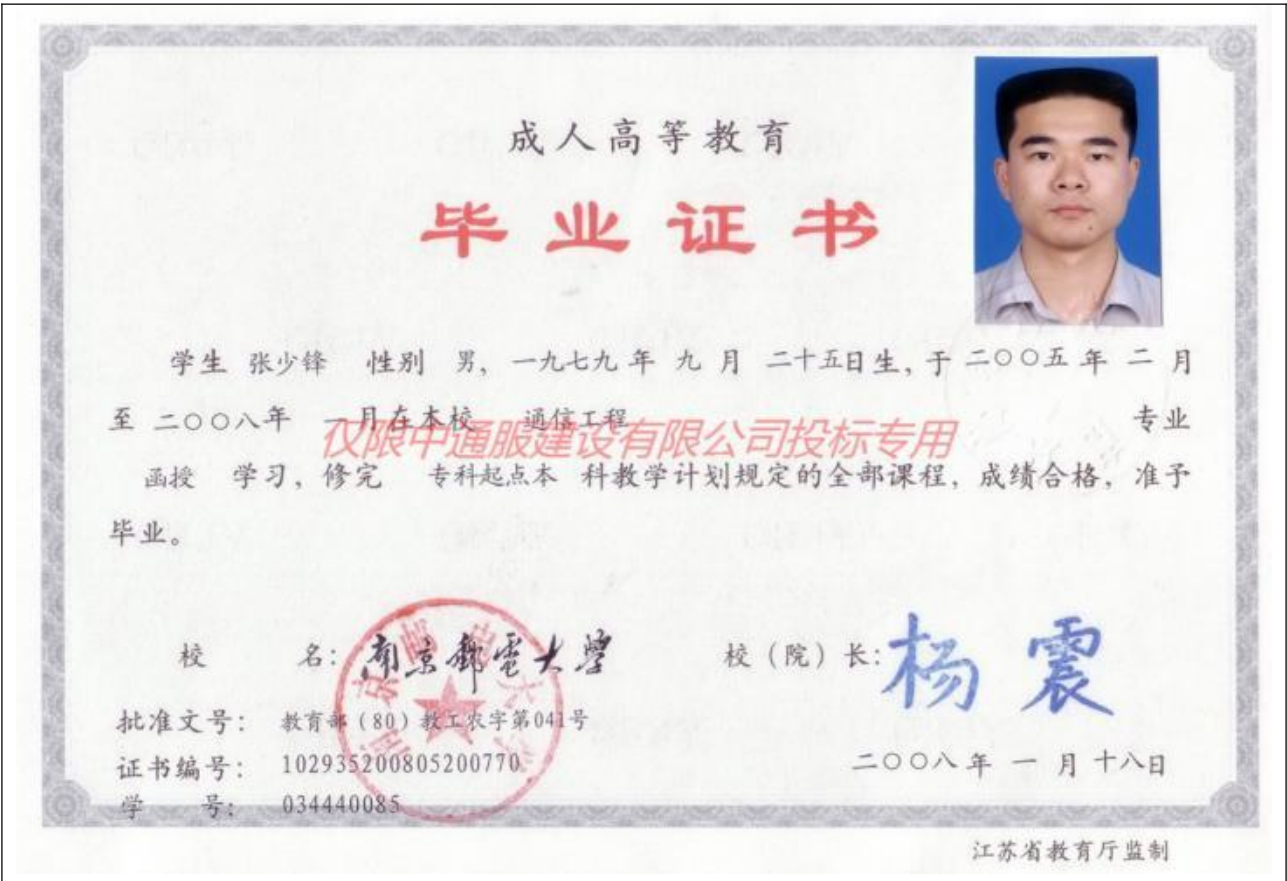 成人高等教育
毕业证书
学生 张少锋 性别 男, 一九七九 年 九 月 二十五日生, 于 二〇〇五 年 二 月
至 二〇〇八年 一月在本校 通信工程 专业
仅限中通服建设有限公司投标专用
函授 学习, 修完 专科起点本 科教学计划规定的全部课程, 成绩合格, 准予
毕业。
校 名: 南京郵電大學 校(院)长: 杨震
批准文号: 教育部(80)教工农字第041号
证书编号: 102935200805200770 二〇〇八 年 一 月 十八日
学 号: 034440085
南京邮电大学
江苏省教育厅监制